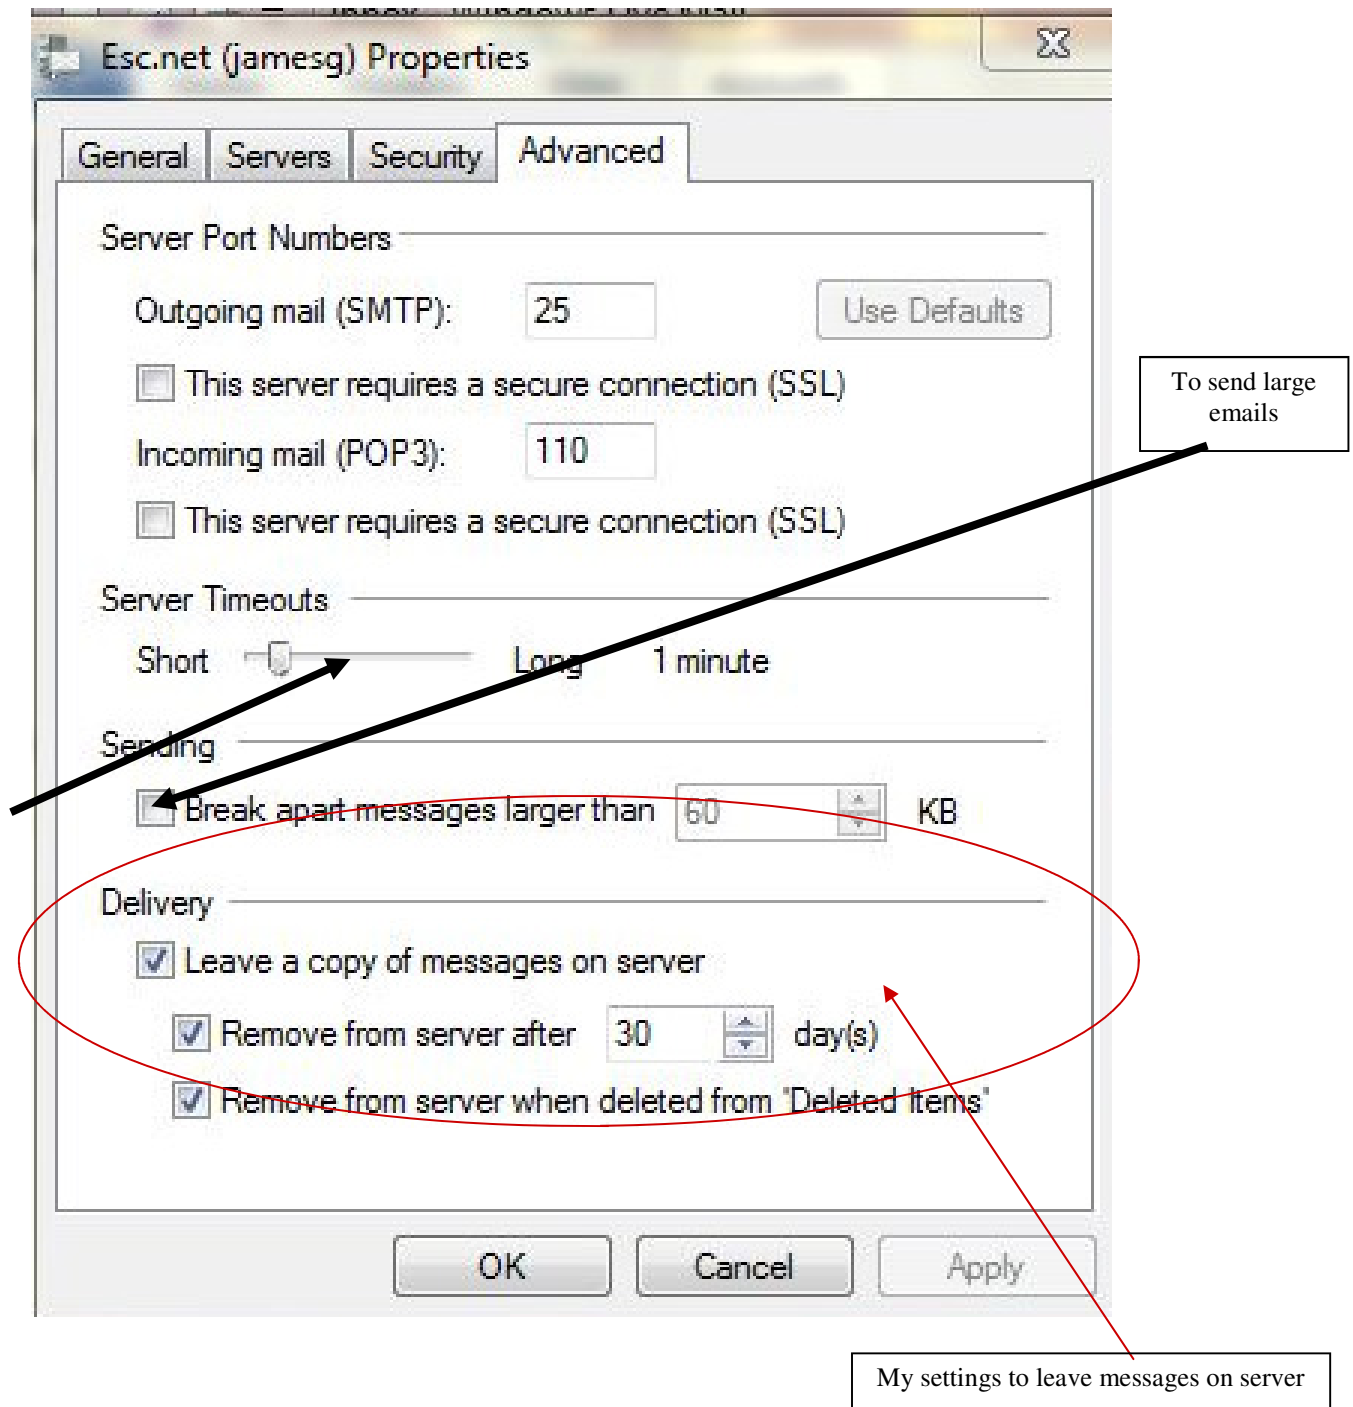 Esc.net (jamesg) Properties
General Servers Security Advanced
Server Port Numbers
Outgoing mail (SMTP): 25 Use Defaults
This server requires a secure connection (SSL)
Incoming mail (POP3): 110
This server requires a secure connection (SSL)
Server Timeouts
Short Long 1 minute
Sending
Break apart messages larger than 60 KB
Delivery
Leave a copy of messages on server
Remove from server after 30 day(s)
Remove from server when deleted from 'Deleted Items'
OK Cancel Apply
To send large
emails
My settings to leave messages on server